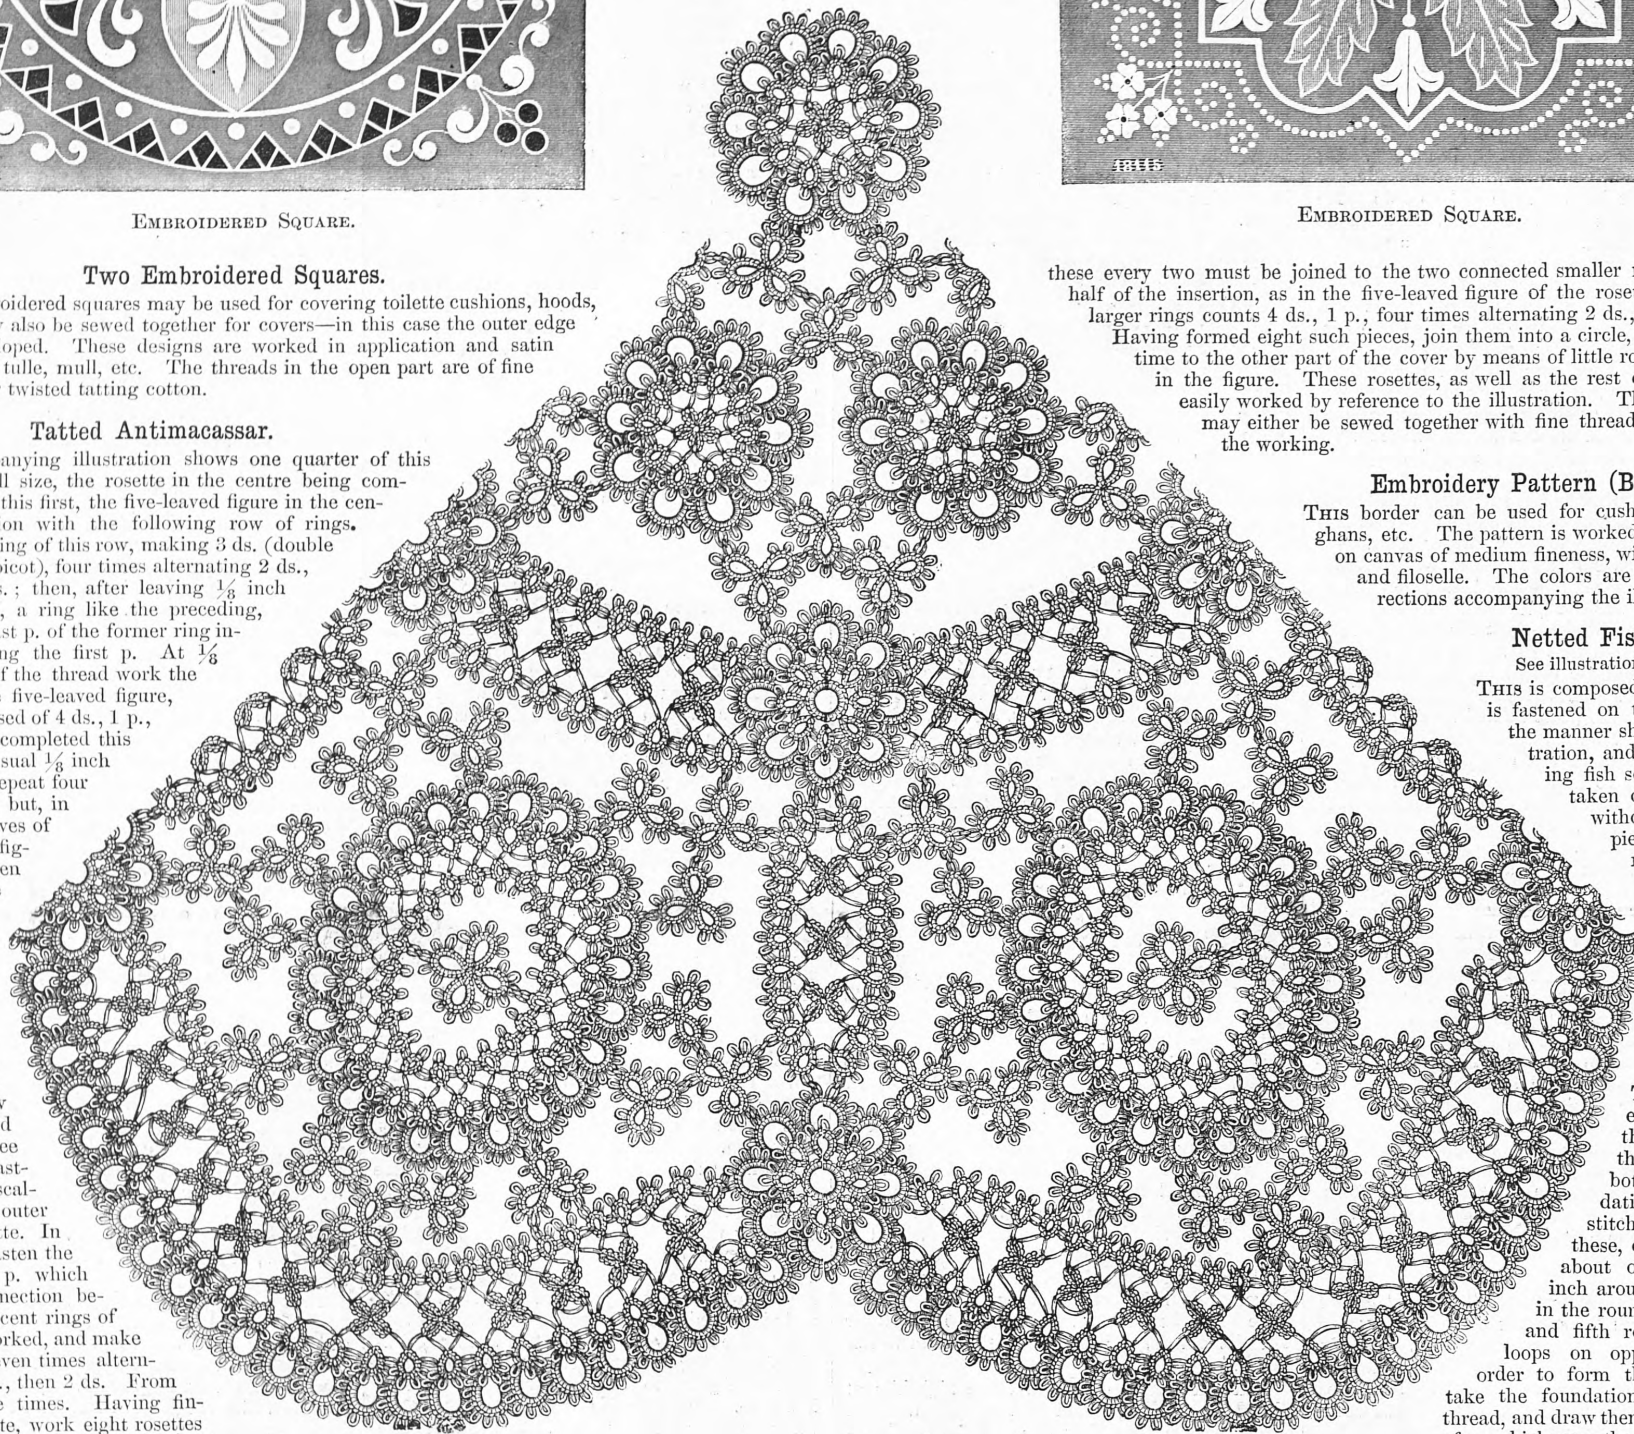 EMBROIDERED SQUARE.
Two Embroidered Squares.
oidered squares may be used for covering toilette cushions, hoods,
also be sewed together for covers—in this case the outer edge
oped. These designs are worked in application and satin
tulle, mull, etc. The threads in the open part are of fine
twisted tatting cotton.
Tatted Antimacassar.
anying illustration shows one quarter of this
ll size, the rosette in the centre being com-
this first, the five-leaved figure in the cen-
ion with the following row of rings.
ing of this row, making 3 ds. (double
picot), four times alternating 2 ds.,
s.; then, after leaving ⅛ inch
, a ring like the preceding,
st p. of the former ring in-
ng the first p. At ⅛
f the thread work the
five-leaved figure,
sed of 4 ds., 1 p.,
completed this
sual ⅛ inch
epeat four
but, in
ves of
fig-
en
y
d
ee
ast-
scal-
outer
te. In
sten the
p. which
nection be-
cent rings of
orked, and make
ven times altern-
., then 2 ds. From
e times. Having fin-
te, work eight rosettes
EMBROIDERED SQUARE.
these every two must be joined to the two connected smaller
half of the insertion, as in the five-leaved figure of the rose
larger rings counts 4 ds., 1 p., four times alternating 2 ds.,
Having formed eight such pieces, join them into a circle,
time to the other part of the cover by means of little ro
in the figure. These rosettes, as well as the rest
easily worked by reference to the illustration. T
may either be sewed together with fine thread
the working.
Embroidery Pattern (B
THIS border can be used for cush
ghans, etc. The pattern is worked
on canvas of medium fineness, wi
and filoselle. The colors are
rections accompanying the i
Netted Fis
See illustration
THIS is composed
is fastened on
the manner sh
tration, and
ing fish s
taken
witho
pie
e
th
th
bot
dati
stitch
these,
about o
inch arou
in the roun
and fifth r
loops on opp
order to form t
take the foundation
thread, and draw then